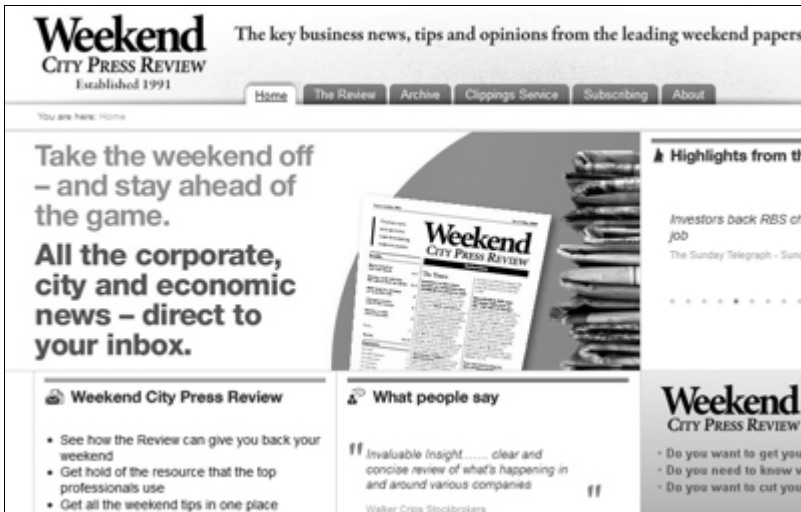 Weekend
CITY PRESS REVIEW
Established 1991
The key business news, tips and opinions from the leading weekend papers
Home
The Review
Archive
Clippings Service
Subscribing
About
You are here: Home
Take the weekend off
– and stay ahead of
the game.
All the corporate,
city and economic
news – direct to
your inbox.
Weekend
CITY PRESS REVIEW
The Times
Highlights from th
Investors back RBS ch
job
The Sunday Telegraph - Sund
Weekend City Press Review
• See how the Review can give you back your
weekend
• Get hold of the resource that the top
professionals use
• Get all the weekend tips in one place
What people say
" Invaluable Insight...... clear and
concise review of what's happening in
and around various companies "
Walker Crips Stockbrokers
Weekend
CITY PRESS REVIEW
• Do you want to get you
• Do you need to know w
• Do you want to cut you